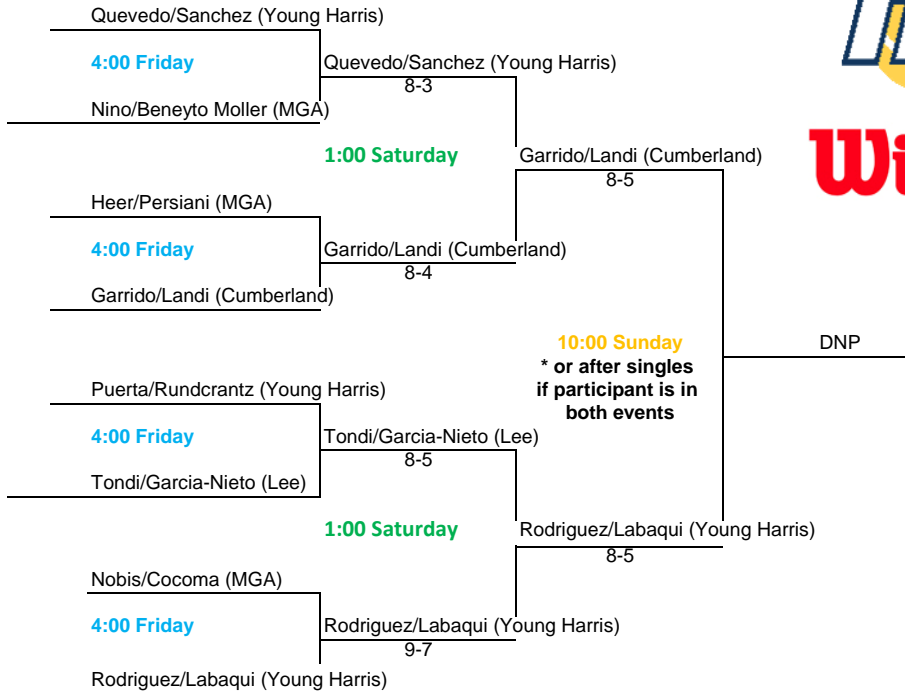 Quevedo/Sanchez (Young Harris)
4:00 Friday
Quevedo/Sanchez (Young Harris)
8-3
Nino/Beneyto Moller (MGA)
1:00 Saturday
Garrido/Landi (Cumberland)
8-5
Heer/Persiani (MGA)
4:00 Friday
Garrido/Landi (Cumberland)
8-4
Garrido/Landi (Cumberland)
10:00 Sunday
* or after singles
if participant is in
both events
DNP
Puerta/Rundcrantz (Young Harris)
4:00 Friday
Tondi/Garcia-Nieto (Lee)
8-5
Tondi/Garcia-Nieto (Lee)
1:00 Saturday
Rodriguez/Labaqui (Young Harris)
8-5
Nobis/Cocoma (MGA)
4:00 Friday
Rodriguez/Labaqui (Young Harris)
9-7
Rodriguez/Labaqui (Young Harris)